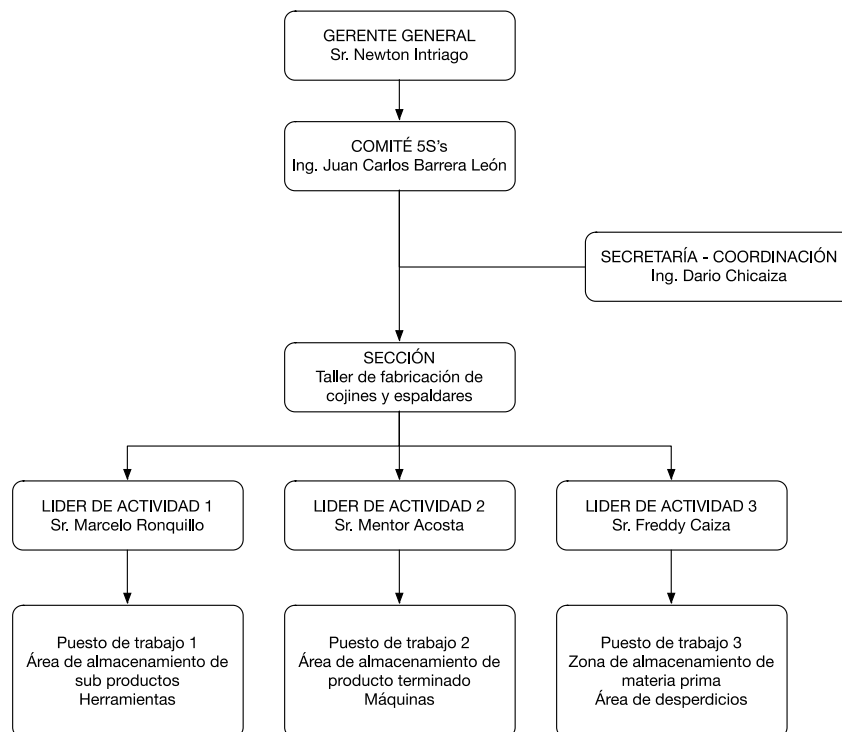 GERENTE GENERAL
Sr. Newton Intriago
COMITÉ 5S's
Ing. Juan Carlos Barrera León
SECRETARÍA - COORDINACIÓN
Ing. Dario Chicaiza
SECCIÓN
Taller de fabricación de
cojines y espaldares
LIDER DE ACTIVIDAD 1
Sr. Marcelo Ronquillo
LIDER DE ACTIVIDAD 2
Sr. Mentor Acosta
LIDER DE ACTIVIDAD 3
Sr. Freddy Caiza
Puesto de trabajo 1
Área de almacenamiento de
sub productos
Herramientas
Puesto de trabajo 2
Área de almacenamiento de
producto terminado
Máquinas
Puesto de trabajo 3
Zona de almacenamiento de
materia prima
Área de desperdicios